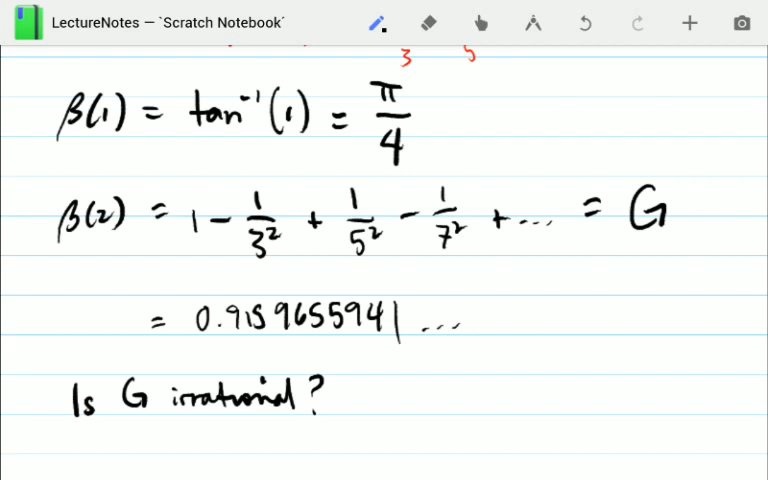 LectureNotes — `Scratch Notebook´
3 5
β(1) = tan⁻¹(1) = π/4
β(2) = 1 - 1/3² + 1/5² - 1/7² + ... = G
= 0.9159655941 ...
Is G irrational?